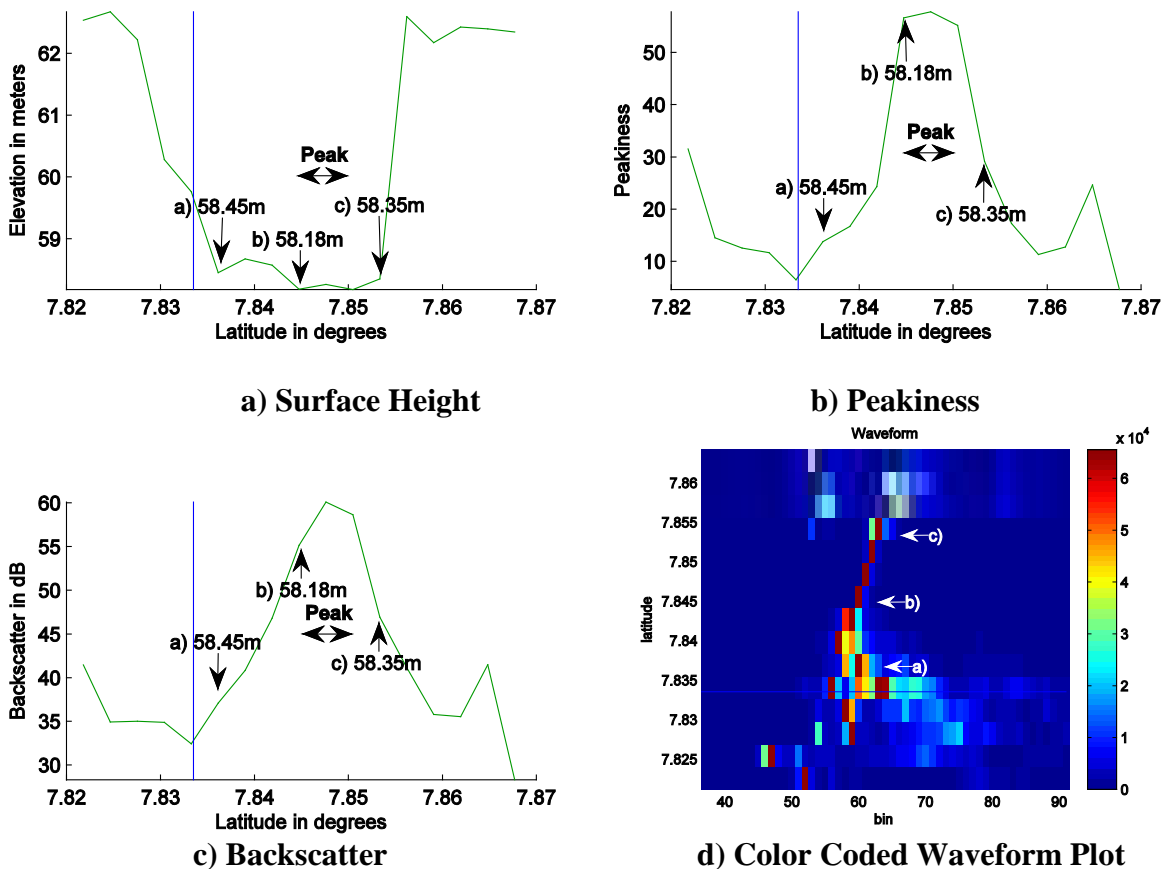 62
61
60
59
Elevation in meters
Peak
a) 58.45m
c) 58.35m
b) 58.18m
7.82 7.83 7.84 7.85 7.86 7.87
Latitude in degrees
a) Surface Height
50
40
30
20
10
Peakiness
b) 58.18m
Peak
a) 58.45m
c) 58.35m
7.82 7.83 7.84 7.85 7.86 7.87
Latitude in degrees
b) Peakiness
60
55
50
45
40
35
30
Backscatter in dB
b) 58.18m
Peak
a) 58.45m
c) 58.35m
7.82 7.83 7.84 7.85 7.86 7.87
Latitude in degrees
c) Backscatter
Waveform
x 10⁴
7.86
7.855
7.85
7.845
7.84
7.835
7.83
7.825
latitude
c)
b)
a)
40 50 60 70 80 90
bin
6
5
4
3
2
1
0
d) Color Coded Waveform Plot